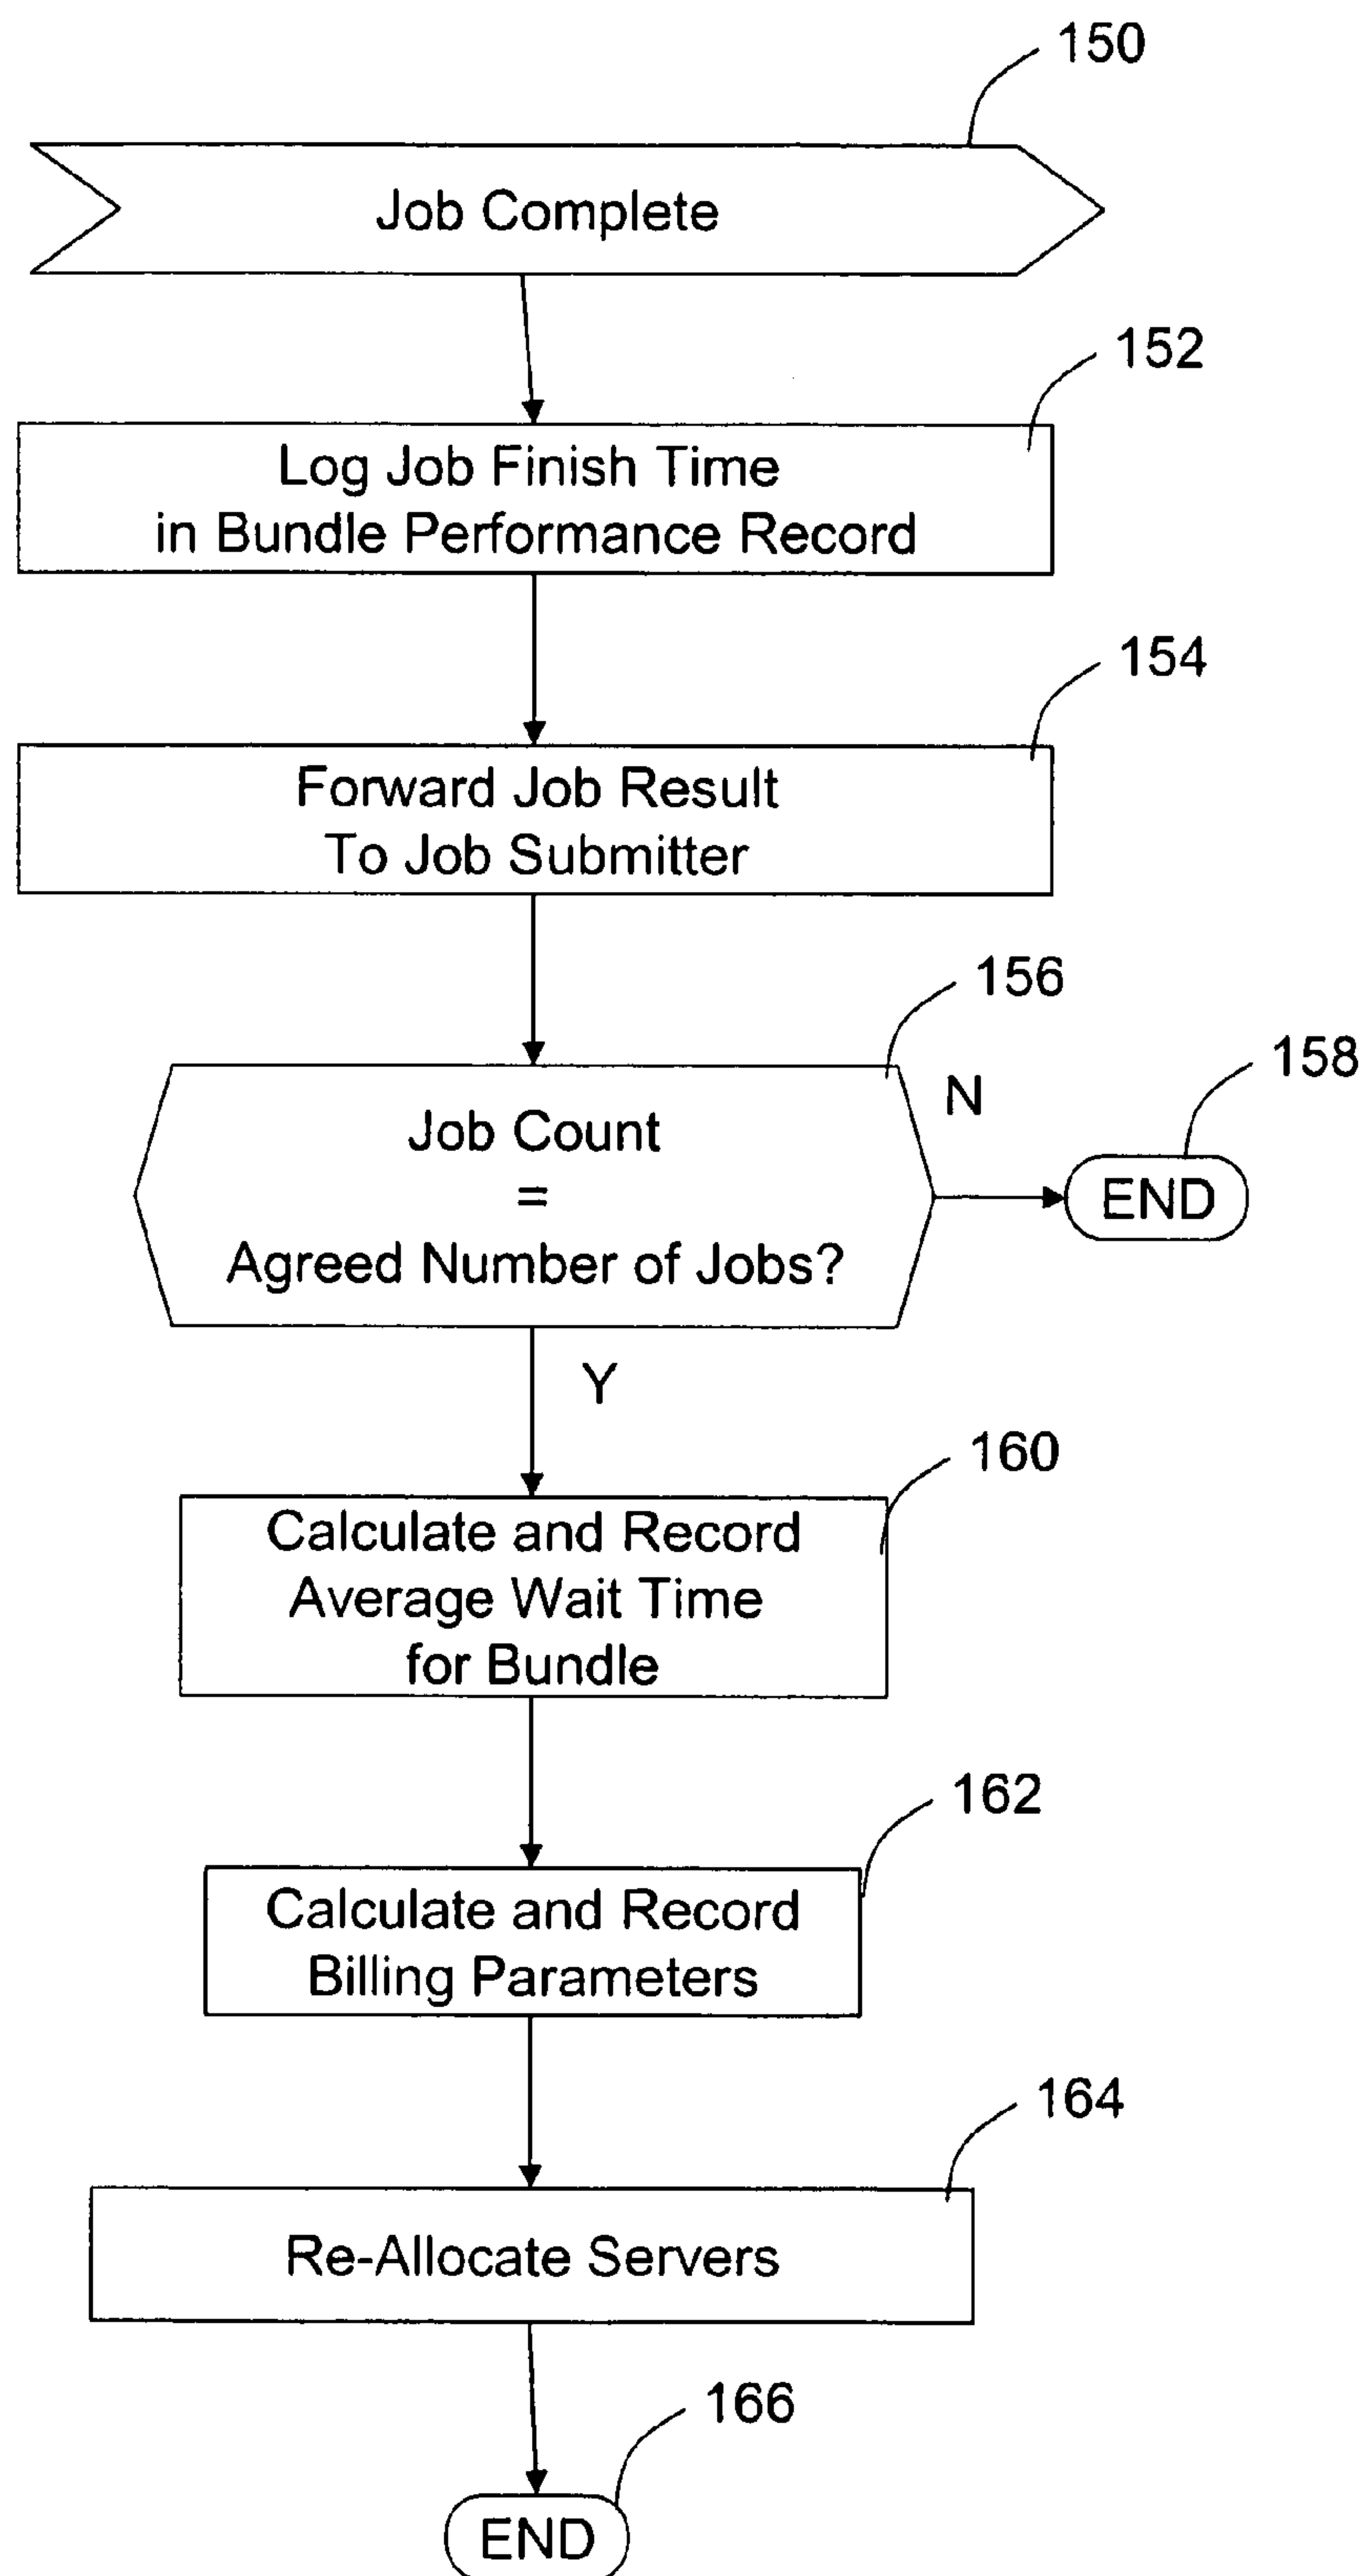 150
Job Complete
152
Log Job Finish Time
in Bundle Performance Record
154
Forward Job Result
To Job Submitter
156
Job Count
=
Agreed Number of Jobs?
N
158
END
Y
160
Calculate and Record
Average Wait Time
for Bundle
162
Calculate and Record
Billing Parameters
164
Re-Allocate Servers
166
END